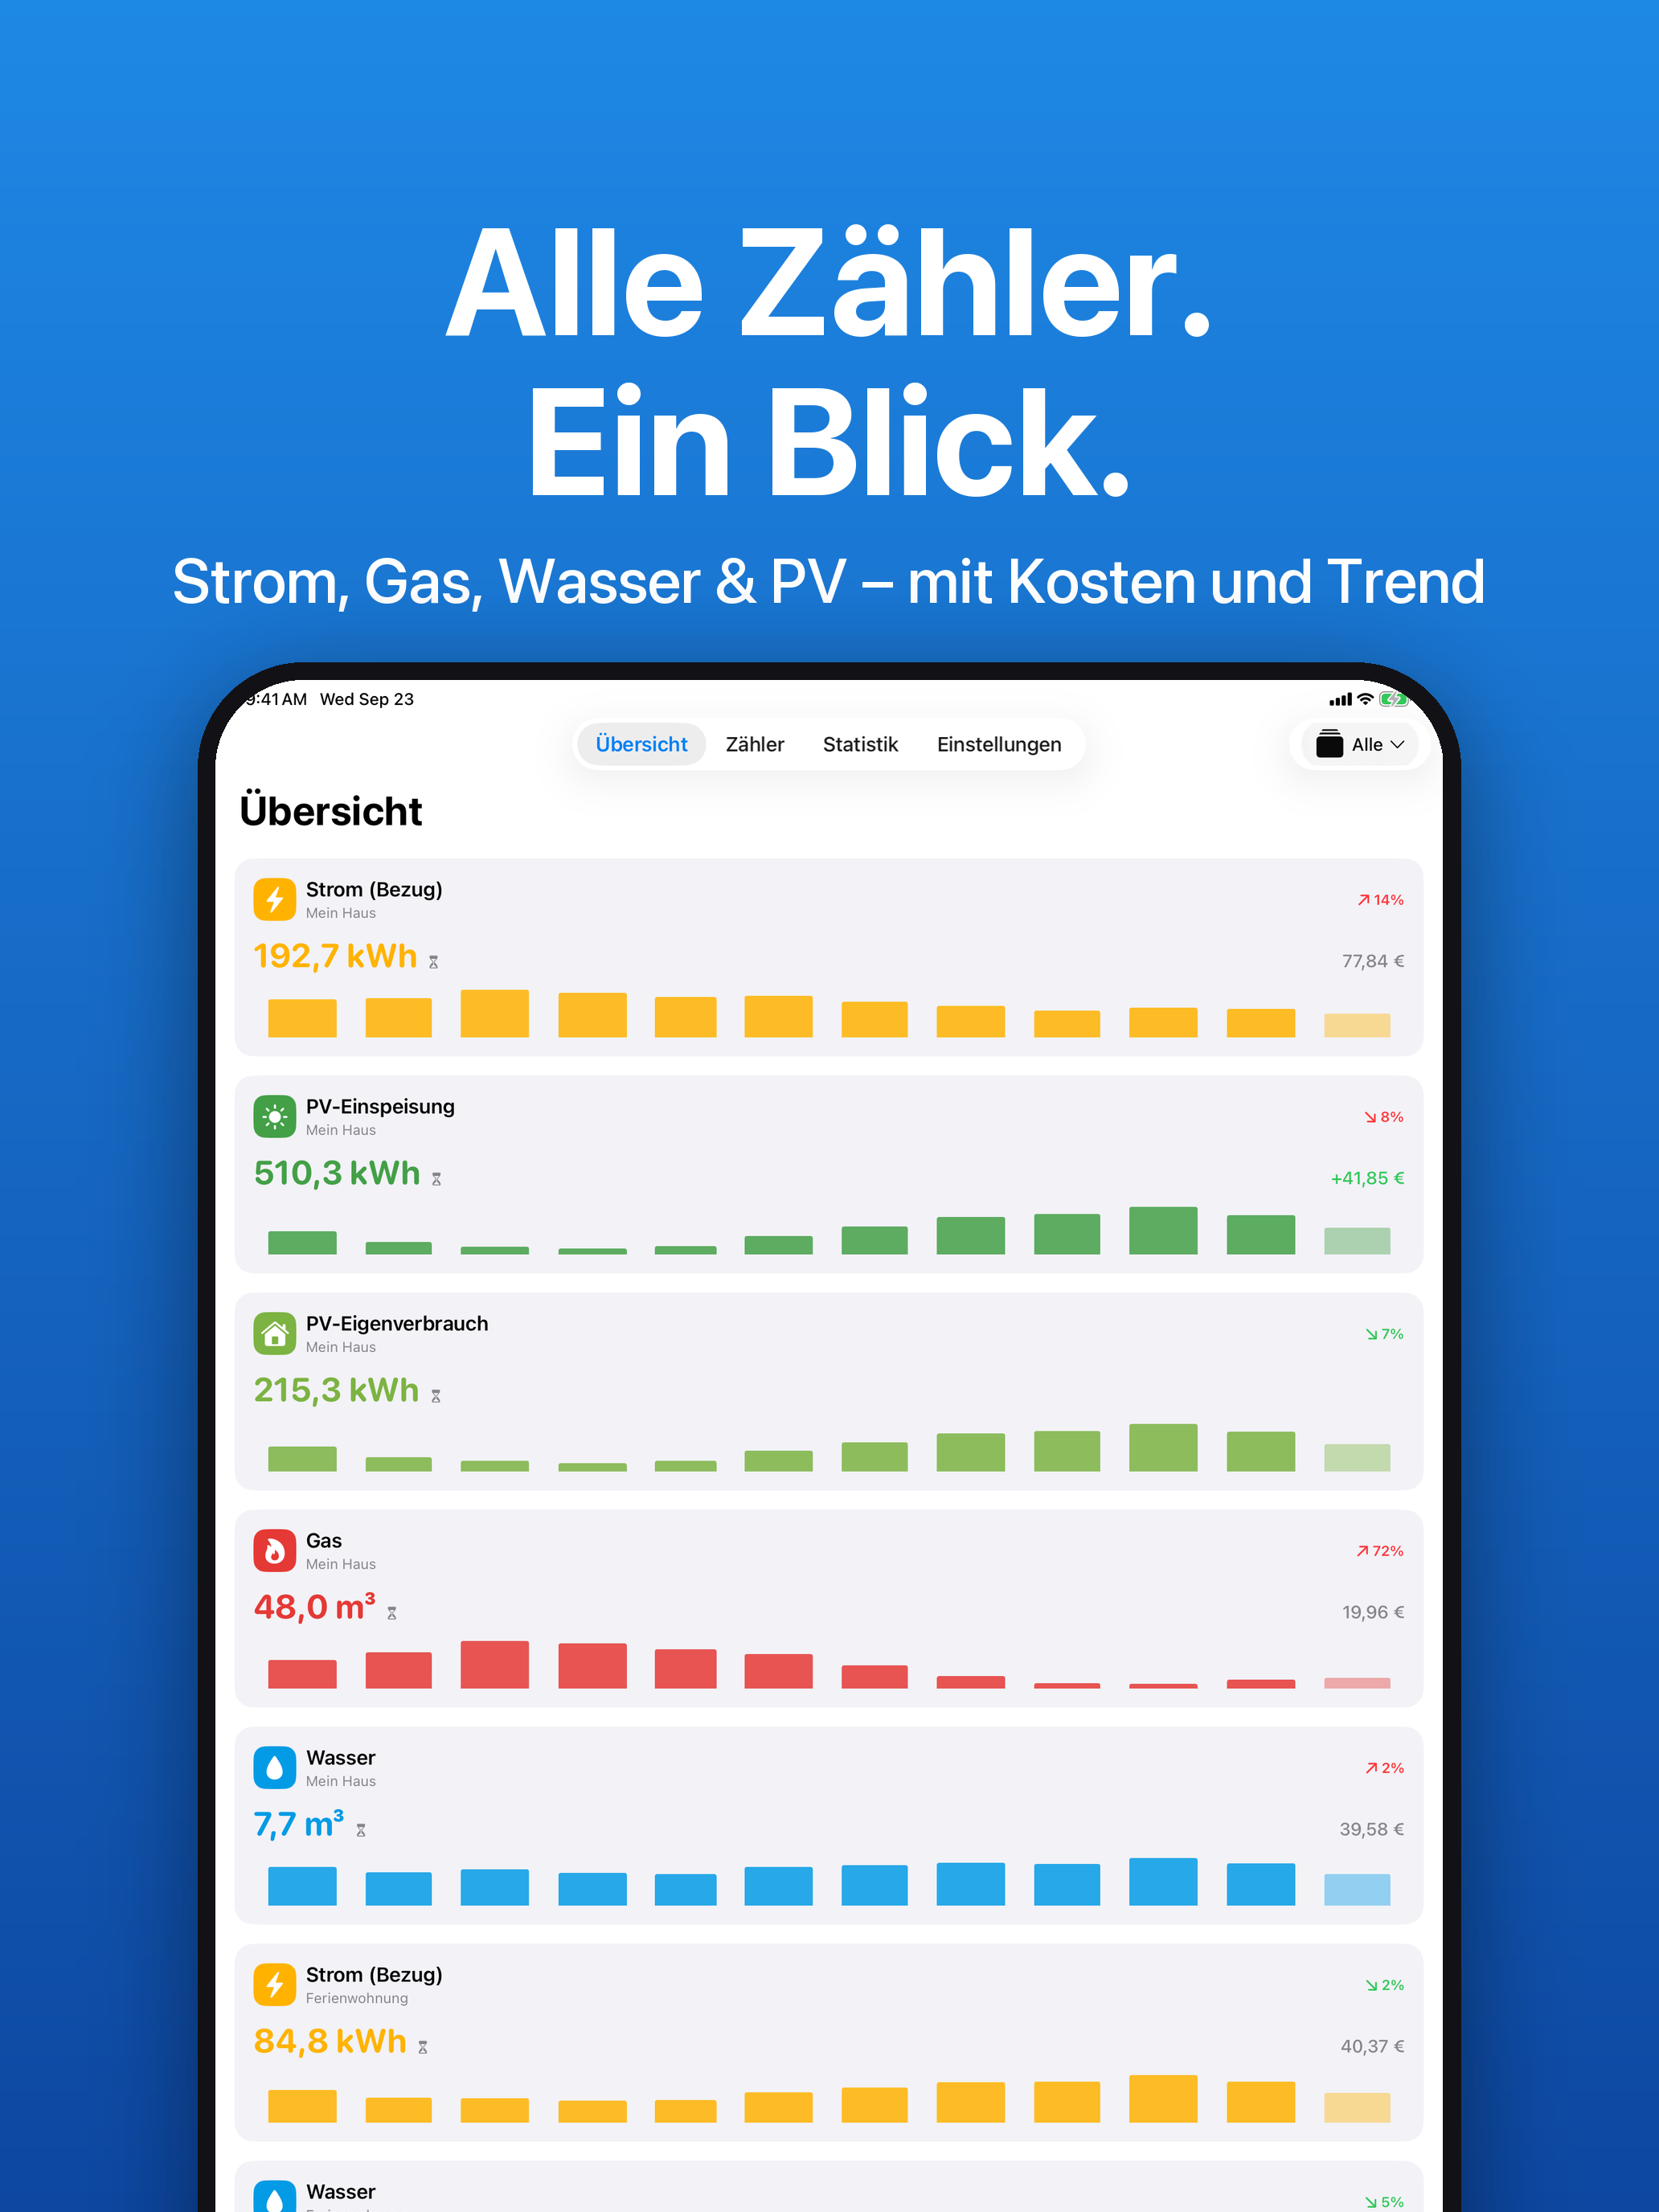 Alle Zähler.
Ein Blick.
Strom, Gas, Wasser & PV – mit Kosten und Trend
9:41 AM Wed Sep 23
Übersicht Zähler Statistik Einstellungen Alle
Übersicht
Strom (Bezug)
Mein Haus
14%
192,7 kWh
77,84 €
PV-Einspeisung
Mein Haus
8%
510,3 kWh
+41,85 €
PV-Eigenverbrauch
Mein Haus
7%
215,3 kWh
Gas
Mein Haus
72%
48,0 m³
19,96 €
Wasser
Mein Haus
2%
7,7 m³
39,58 €
Strom (Bezug)
Ferienwohnung
2%
84,8 kWh
40,37 €
Wasser
5%